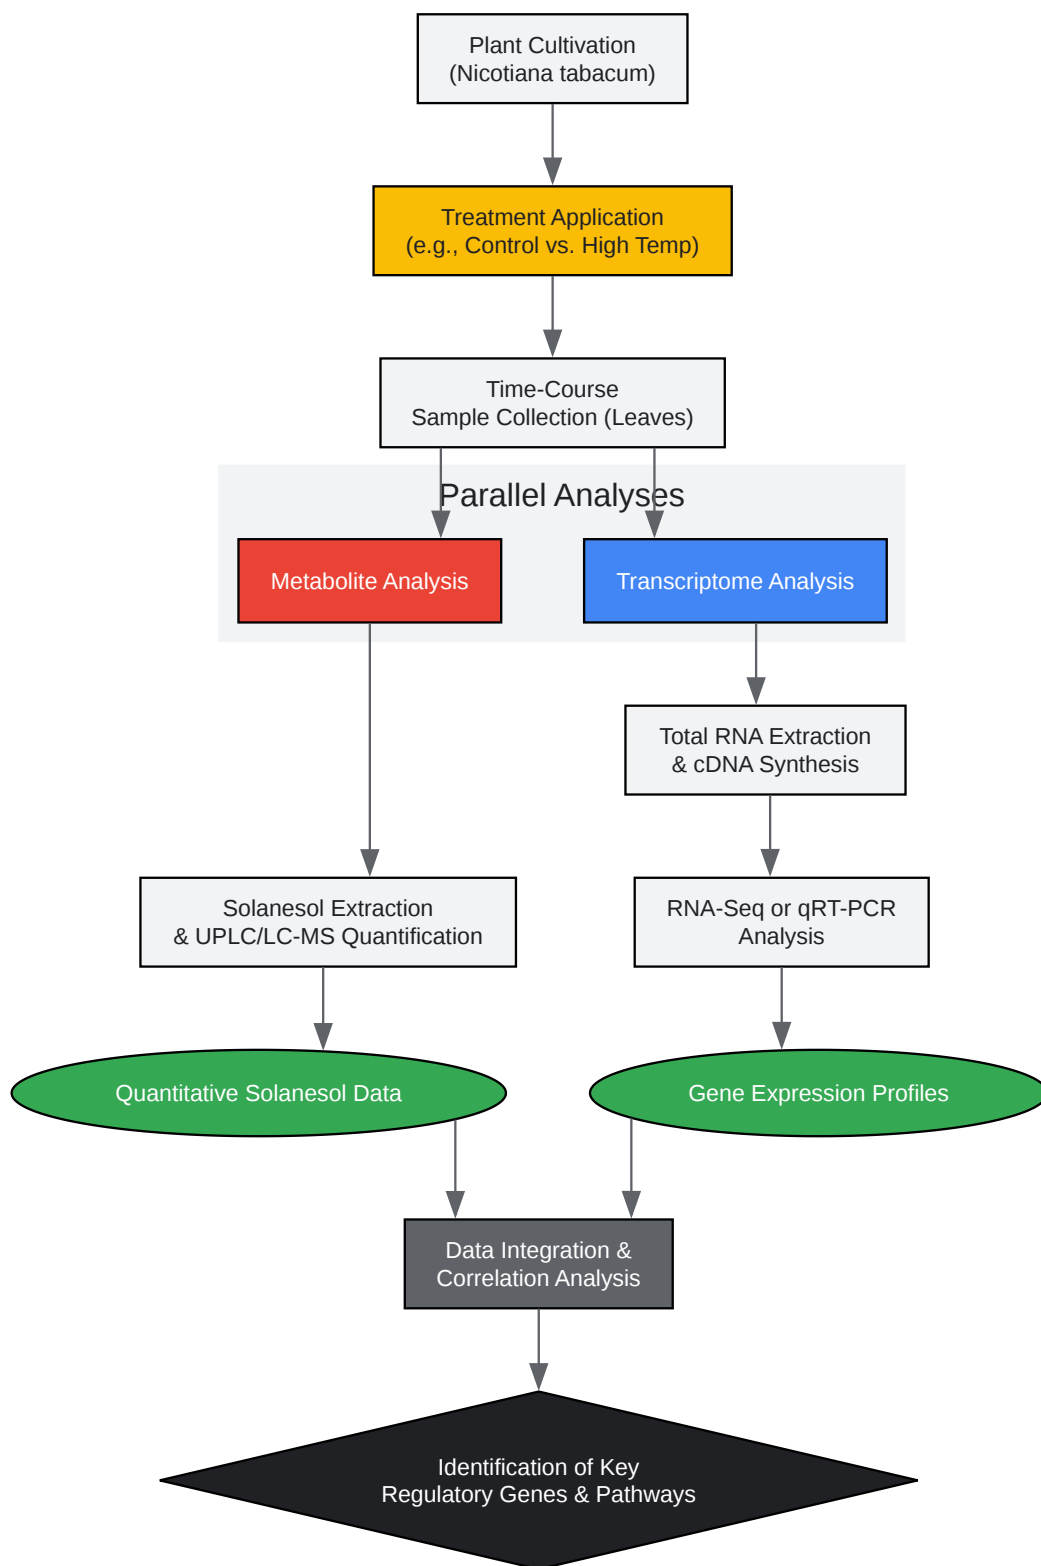 Plant Cultivation
(Nicotiana tabacum)
Treatment Application
(e.g., Control vs. High Temp)
Time-Course
Sample Collection (Leaves)
Parallel Analyses
Metabolite Analysis
Transcriptome Analysis
Total RNA Extraction
& cDNA Synthesis
Solanesol Extraction
& UPLC/LC-MS Quantification
RNA-Seq or qRT-PCR
Analysis
Quantitative Solanesol Data
Gene Expression Profiles
Data Integration &
Correlation Analysis
Identification of Key
Regulatory Genes & Pathways